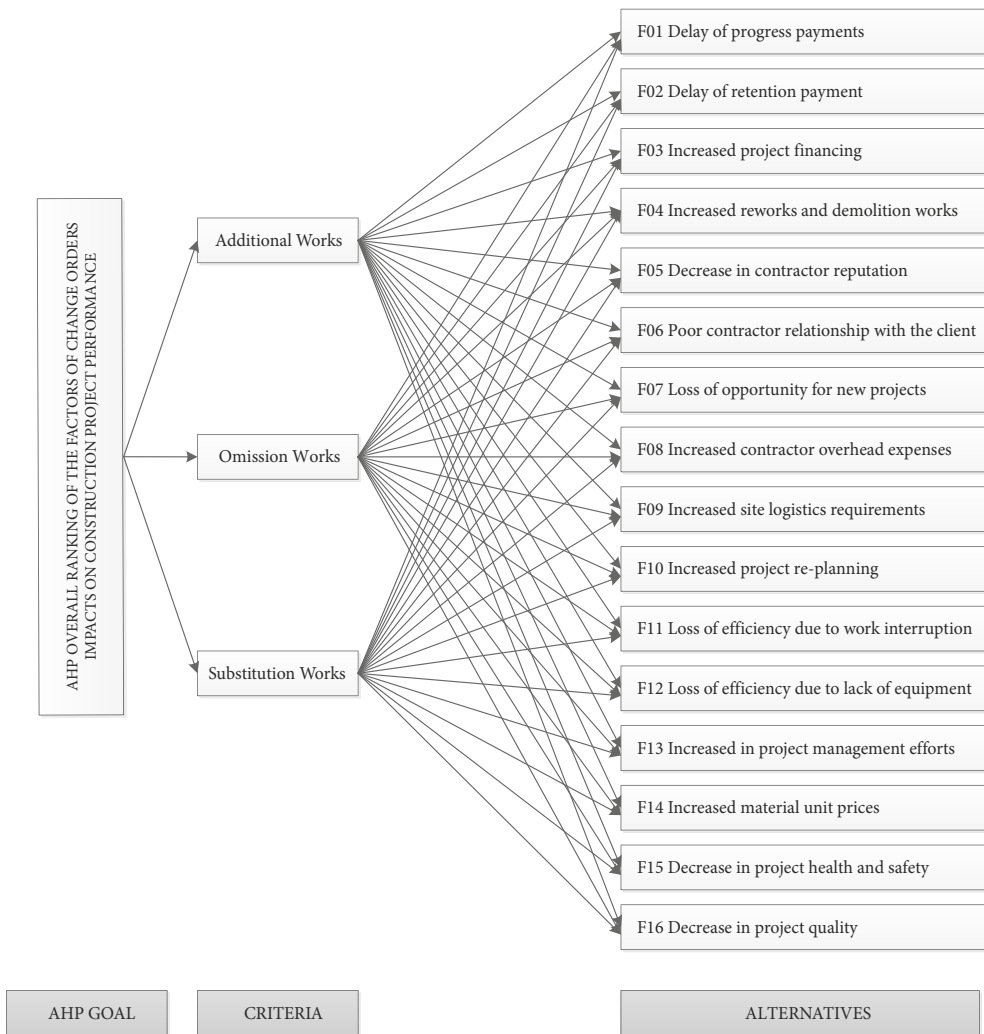 AHP OVERALL RANKING OF THE FACTORS OF CHANGE ORDERS
IMPACTS ON CONSTRUCTION PROJECT PERFORMANCE
Additional Works
Omission Works
Substitution Works
F01 Delay of progress payments
F02 Delay of retention payment
F03 Increased project financing
F04 Increased reworks and demolition works
F05 Decrease in contractor reputation
F06 Poor contractor relationship with the client
F07 Loss of opportunity for new projects
F08 Increased contractor overhead expenses
F09 Increased site logistics requirements
F10 Increased project re-planning
F11 Loss of efficiency due to work interruption
F12 Loss of efficiency due to lack of equipment
F13 Increased in project management efforts
F14 Increased material unit prices
F15 Decrease in project health and safety
F16 Decrease in project quality
AHP GOAL
CRITERIA
ALTERNATIVES